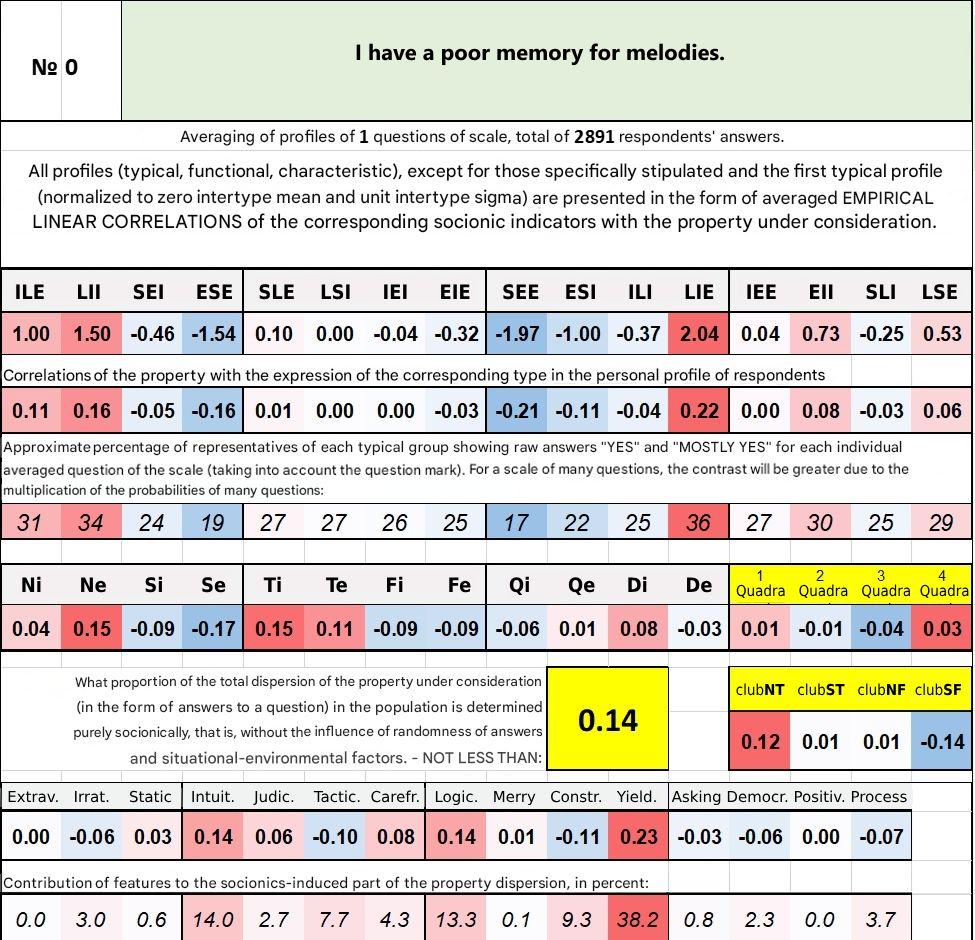 № 0
I have a poor memory for melodies.
Averaging of profiles of 1 questions of scale, total of 2891 respondents' answers.
All profiles (typical, functional, characteristic), except for those specifically stipulated and the first typical profile
(normalized to zero intertype mean and unit intertype sigma) are presented in the form of averaged EMPIRICAL
LINEAR CORRELATIONS of the corresponding socionic indicators with the property under consideration.
ILE LII SEI ESE SLE LSI IEI EIE SEE ESI ILI LIE IEE EII SLI LSE
1.00 1.50 -0.46 -1.54 0.10 0.00 -0.04 -0.32 -1.97 -1.00 -0.37 2.04 0.04 0.73 -0.25 0.53
Correlations of the property with the expression of the corresponding type in the personal profile of respondents
0.11 0.16 -0.05 -0.16 0.01 0.00 0.00 -0.03 -0.21 -0.11 -0.04 0.22 0.00 0.08 -0.03 0.06
Approximate percentage of representatives of each typical group showing raw answers "YES" and "MOSTLY YES" for each individual
averaged question of the scale (taking into account the question mark). For a scale of many questions, the contrast will be greater due to the
multiplication of the probabilities of many questions:
31 34 24 19 27 27 26 25 17 22 25 36 27 30 25 29
Ni Ne Si Se Ti Te Fi Fe Qi Qe Di De 1 Quadra 2 Quadra 3 Quadra 4 Quadra
0.04 0.15 -0.09 -0.17 0.15 0.11 -0.09 -0.09 -0.06 0.01 0.08 -0.03 0.01 -0.01 -0.04 0.03
What proportion of the total dispersion of the property under consideration
(in the form of answers to a question) in the population is determined
purely socionically, that is, without the influence of randomness of answers
and situational-environmental factors. - NOT LESS THAN:
0.14
clubNT clubST clubNF clubSF
0.12 0.01 0.01 -0.14
Extrav. Irrat. Static Intuit. Judic. Tactic. Carefr. Logic. Merry Constr. Yield. Asking Democr. Positiv. Process
0.00 -0.06 0.03 0.14 0.06 -0.10 0.08 0.14 0.01 -0.11 0.23 -0.03 -0.06 0.00 -0.07
Contribution of features to the socionics-induced part of the property dispersion, in percent:
0.0 3.0 0.6 14.0 2.7 7.7 4.3 13.3 0.1 9.3 38.2 0.8 2.3 0.0 3.7